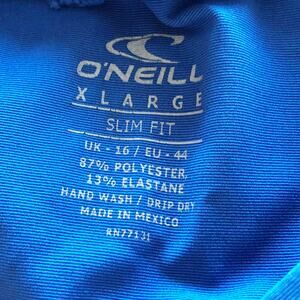 O'NEILL
XLARGE
SLIM FIT
UK - 16 / EU - 44
87% POLYESTER,
13% ELASTANE
HAND WASH / DRIP DRY
MADE IN MEXICO
RN77131